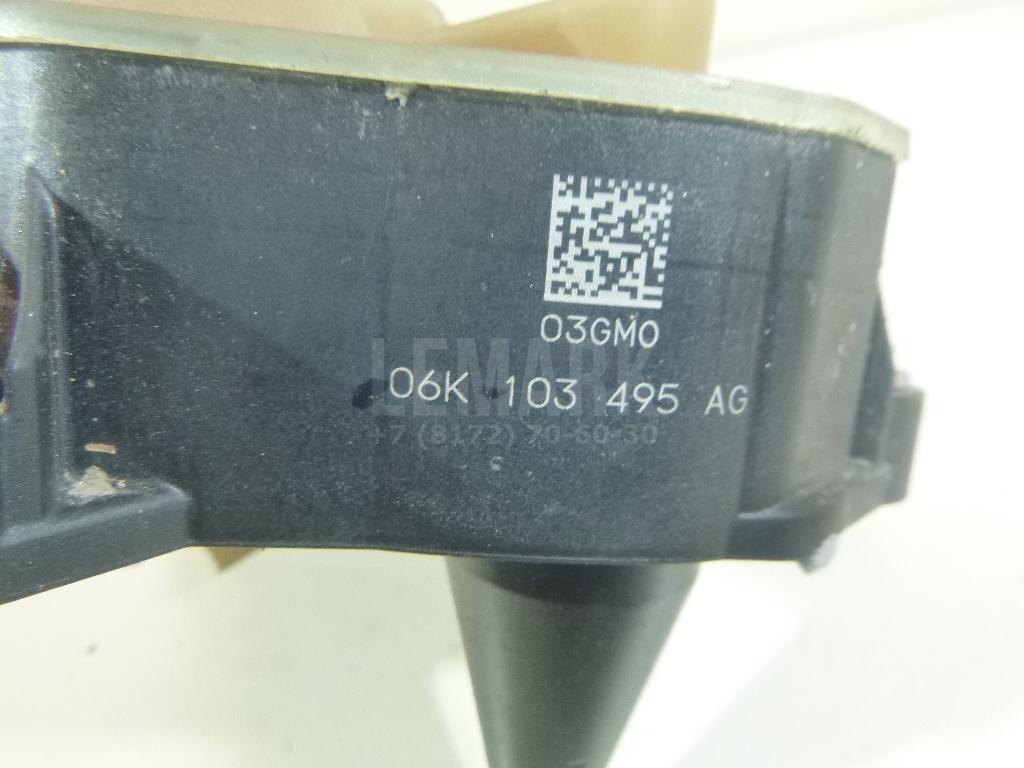 03GM0
LEMARK
06K 103 495 AG
+7 (8172) 70-60-30